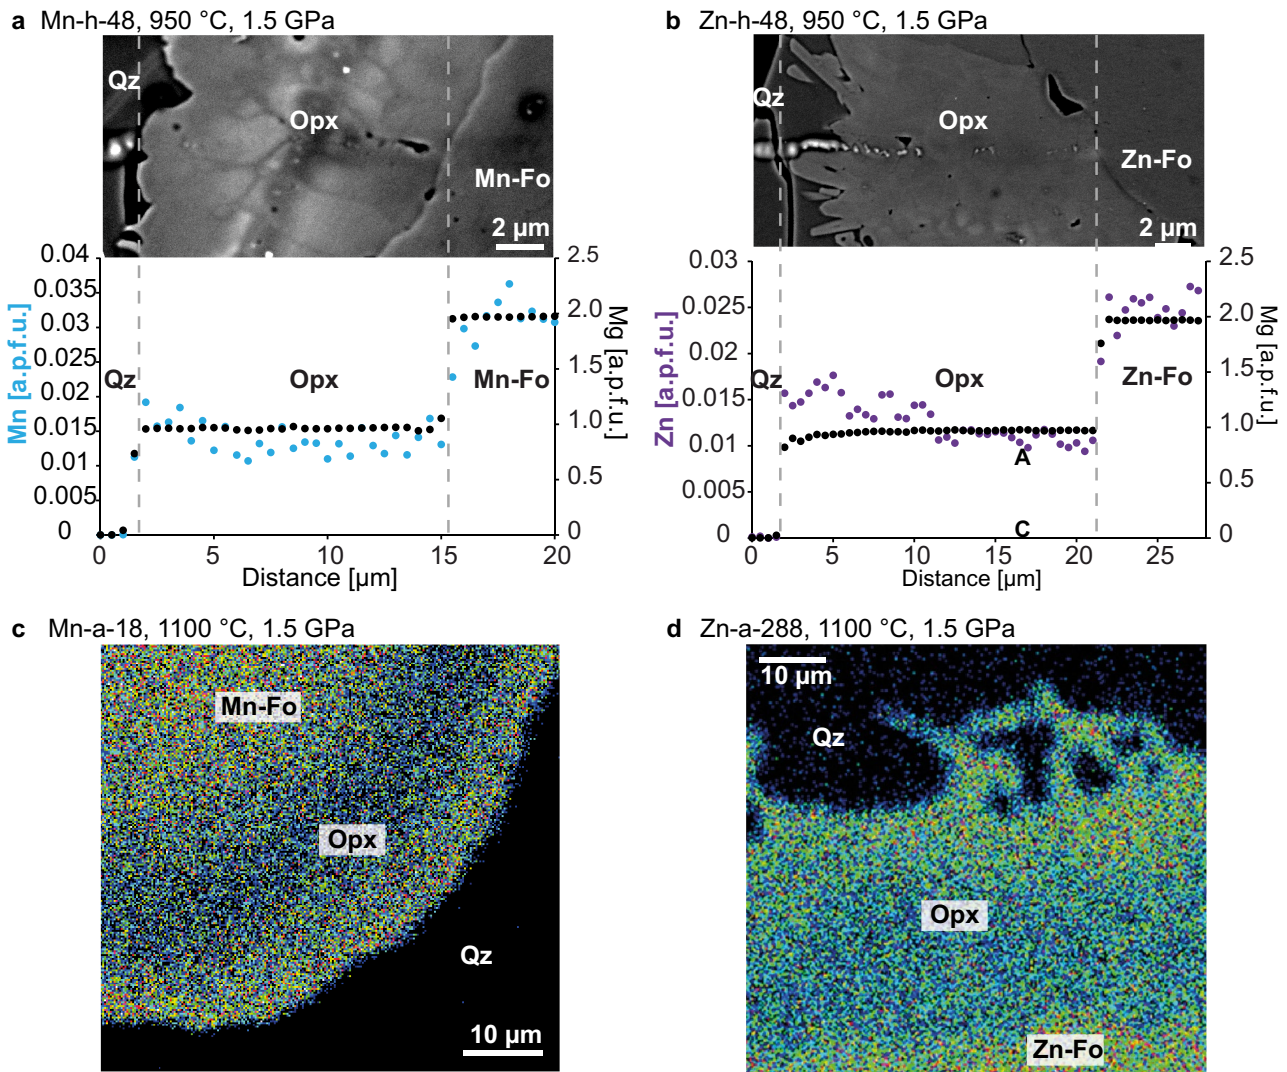 a Mn-h-48, 950 °C, 1.5 GPa
Qz
Opx
Mn-Fo
2 µm
0.04
0.035
0.03
0.025
0.02
0.015
0.01
0.005
0
Mn [a.p.f.u.]
2.5
2.0
1.5
1.0
0.5
0
Mg [a.p.f.u.]
Qz
Opx
Mn-Fo
0 5 10 15 20
Distance [µm]
b Zn-h-48, 950 °C, 1.5 GPa
Qz
Opx
Zn-Fo
2 µm
0.03
0.025
0.02
0.015
0.01
0.005
0
Zn [a.p.f.u.]
2.5
2.0
1.5
1.0
0.5
0
Mg [a.p.f.u.]
Qz
Opx
Zn-Fo
A
C
0 5 10 15 20 25
Distance [µm]
c Mn-a-18, 1100 °C, 1.5 GPa
Mn-Fo
Opx
Qz
10 µm
d Zn-a-288, 1100 °C, 1.5 GPa
10 µm
Qz
Opx
Zn-Fo